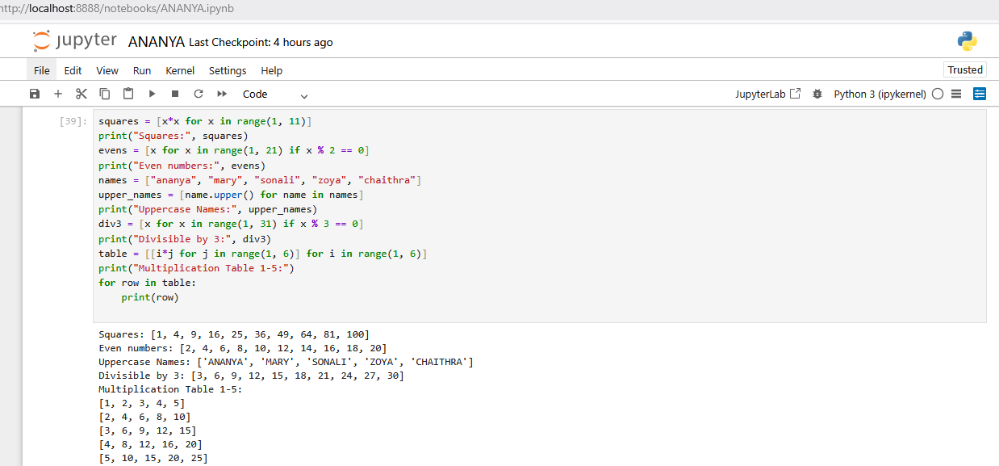 http://localhost:8888/notebooks/ANANYA.ipynb
jupyter ANANYA Last Checkpoint: 4 hours ago
File Edit View Run Kernel Settings Help Trusted
Code JupyterLab Python 3 (ipykernel)
[39]: squares = [x*x for x in range(1, 11)]
print("Squares:", squares)
evens = [x for x in range(1, 21) if x % 2 == 0]
print("Even numbers:", evens)
names = ["ananya", "mary", "sonali", "zoya", "chaithra"]
upper_names = [name.upper() for name in names]
print("Uppercase Names:", upper_names)
div3 = [x for x in range(1, 31) if x % 3 == 0]
print("Divisible by 3:", div3)
table = [[i*j for j in range(1, 6)] for i in range(1, 6)]
print("Multiplication Table 1-5:")
for row in table:
    print(row)
Squares: [1, 4, 9, 16, 25, 36, 49, 64, 81, 100]
Even numbers: [2, 4, 6, 8, 10, 12, 14, 16, 18, 20]
Uppercase Names: ['ANANYA', 'MARY', 'SONALI', 'ZOYA', 'CHAITHRA']
Divisible by 3: [3, 6, 9, 12, 15, 18, 21, 24, 27, 30]
Multiplication Table 1-5:
[1, 2, 3, 4, 5]
[2, 4, 6, 8, 10]
[3, 6, 9, 12, 15]
[4, 8, 12, 16, 20]
[5, 10, 15, 20, 25]